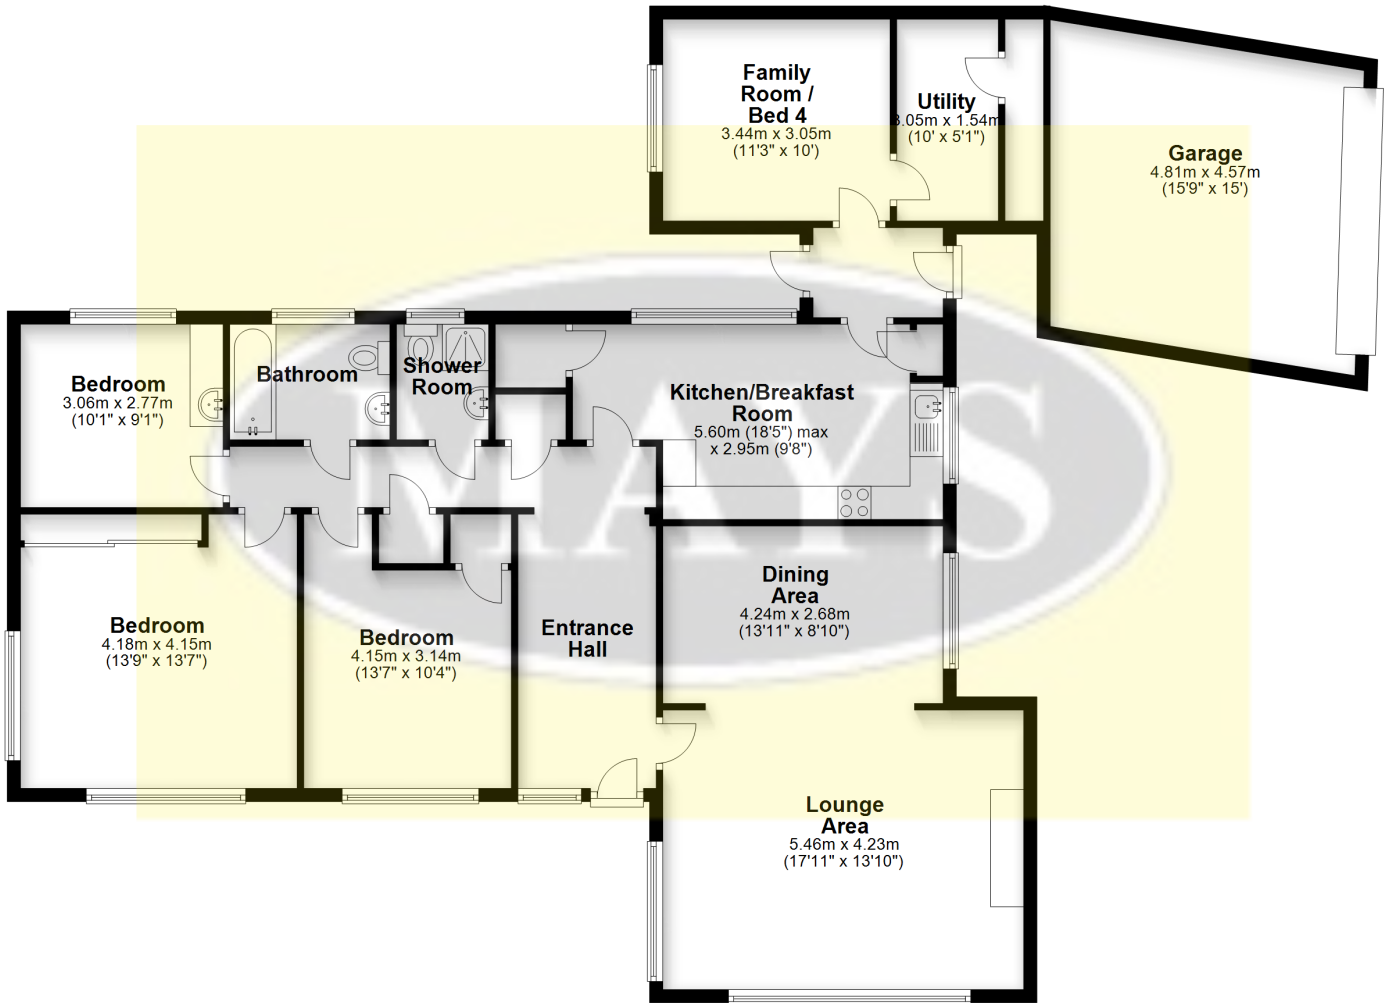 Family
Room /
Bed 4
3.44m x 3.05m
(11'3" x 10')
Utility
3.05m x 1.54m
(10' x 5'1")
Garage
4.81m x 4.57m
(15'9" x 15')
Bedroom
3.06m x 2.77m
(10'1" x 9'1")
Bathroom
Shower
Room
Kitchen/Breakfast
Room
5.60m (18'5") max
x 2.95m (9'8")
MAYS
Bedroom
4.18m x 4.15m
(13'9" x 13'7")
Bedroom
4.15m x 3.14m
(13'7" x 10'4")
Entrance
Hall
Dining
Area
4.24m x 2.68m
(13'11" x 8'10")
Lounge
Area
5.46m x 4.23m
(17'11" x 13'10")